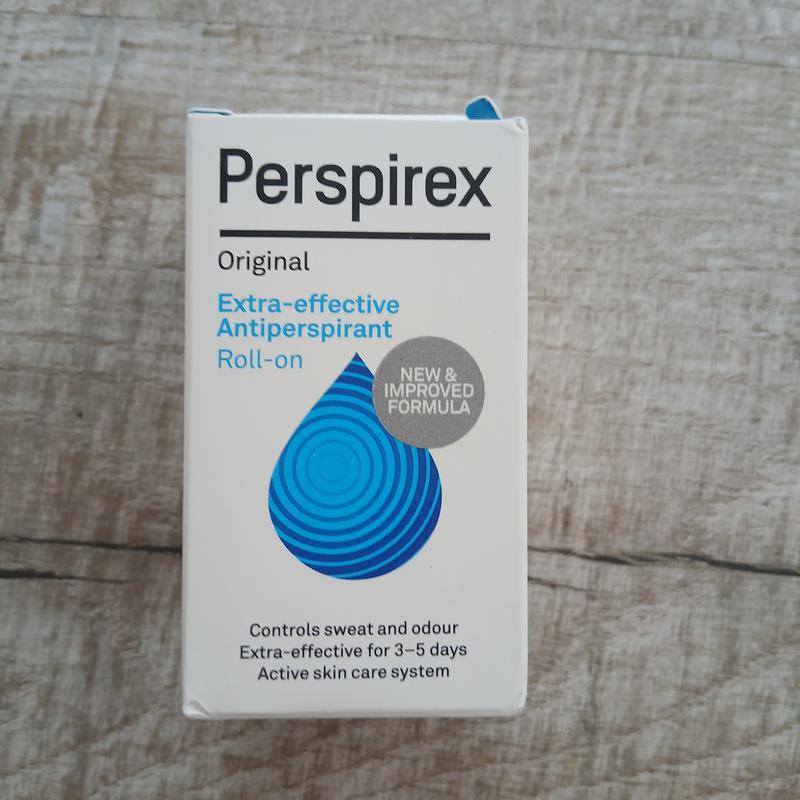 Perspirex
Original
Extra-effective
Antiperspirant
Roll-on
NEW &
IMPROVED
FORMULA
Controls sweat and odour
Extra-effective for 3–5 days
Active skin care system